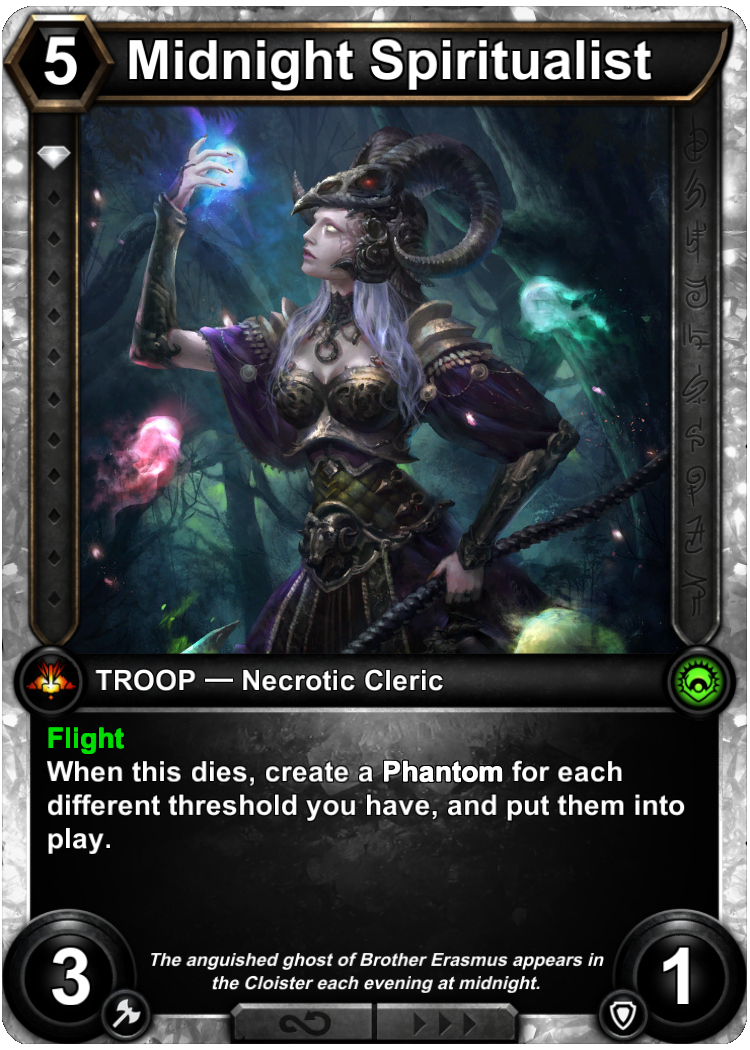 5 Midnight Spiritualist
TROOP — Necrotic Cleric
Flight
When this dies, create a Phantom for each
different threshold you have, and put them into
play.
The anguished ghost of Brother Erasmus appears in
the Cloister each evening at midnight.
3 1